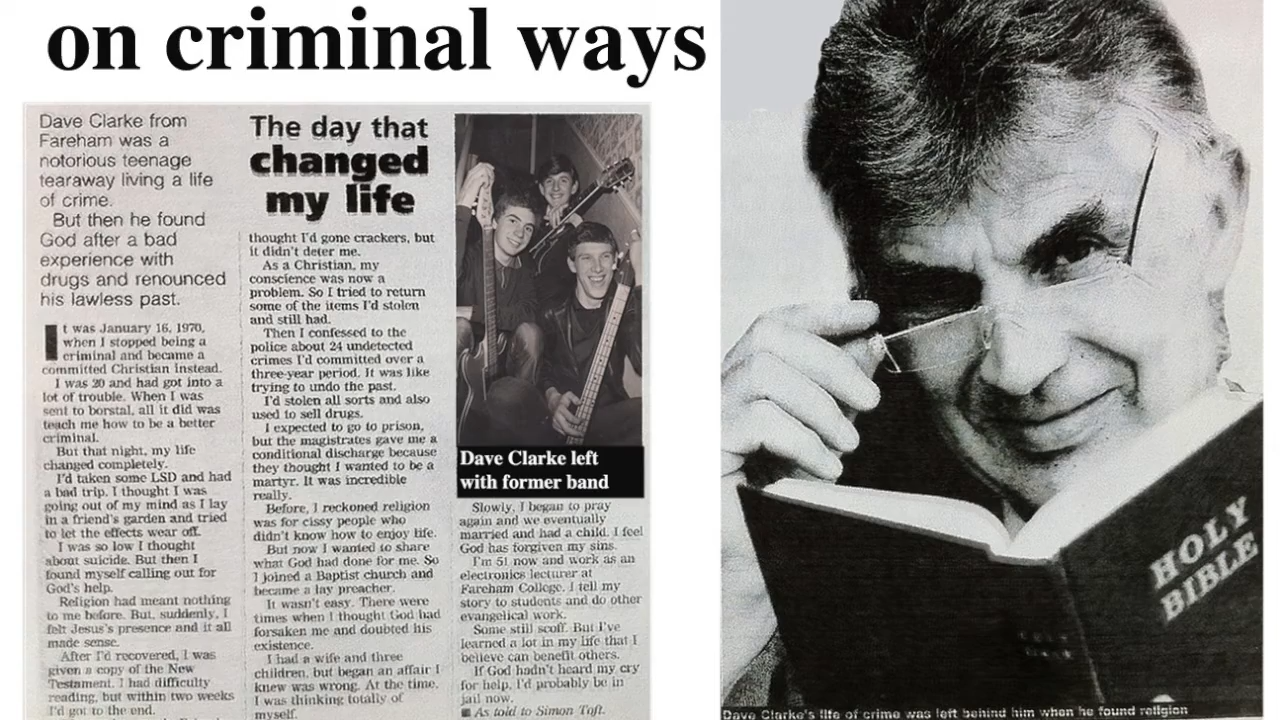 on criminal ways
Dave Clarke from
Fareham was a
notorious teenage
tearaway living a life
of crime.
But then he found
God after a bad
experience with
drugs and renounced
his lawless past.
It was January 16, 1970,
when I stopped being a
criminal and became a
committed Christian instead.
I was 20 and had got into a
lot of trouble. When I was
sent to borstal, all it did was
teach me how to be a better
criminal.
But that night, my life
changed completely.
I'd taken some LSD and had
a bad trip. I thought I was
going out of my mind as I lay
in a friend's garden and tried
to let the effects wear off.
I was so low I thought
about suicide. But then I
found myself calling out for
God's help.
Religion had meant nothing
to me before. But, suddenly, I
felt Jesus's presence and it all
made sense.
After I'd recovered, I was
given a copy of the New
Testament. I had difficulty
reading, but within two weeks
I'd got to the end.
The day that
changed
my life
thought I'd gone crackers, but
it didn't deter me.
As a Christian, my
conscience was now a
problem. So I tried to return
some of the items I'd stolen
and still had.
Then I confessed to the
police about 24 undetected
crimes I'd committed over a
three-year period. It was like
trying to undo the past.
I'd stolen all sorts and also
used to sell drugs.
I expected to go to prison,
but the magistrates gave me a
conditional discharge because
they thought I wanted to be a
martyr. It was incredible
really.
Before, I reckoned religion
was for cissy people who
didn't know how to enjoy life.
But now I wanted to share
what God had done for me. So
I joined a Baptist church and
became a lay preacher.
It wasn't easy. There were
times when I thought God had
forsaken me and doubted his
existence.
I had a wife and three
children, but began an affair I
knew was wrong. At the time,
I was thinking totally of
myself.
Dave Clarke left
with former band
Slowly, I began to pray
again and we eventually
married and had a child. I feel
God has forgiven my sins.
I'm 51 now and work as an
electronics lecturer at
Fareham College. I tell my
story to students and do other
evangelical work.
Some still scoff. But I've
learned a lot in my life that I
believe can benefit others.
If God hadn't heard my cry
for help, I'd probably be in
jail now.
■ As told to Simon Toft.
HOLY
BIBLE
Dave Clarke's life of crime was left behind him when he found religion